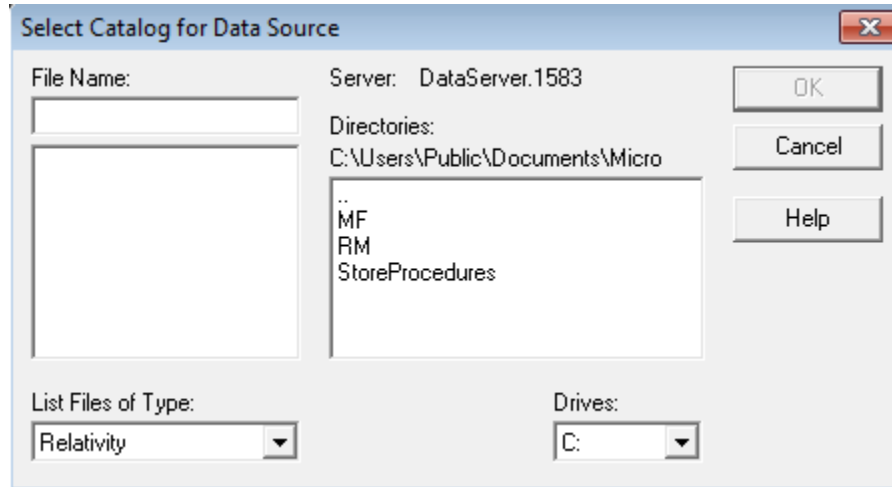 Select Catalog for Data Source
File Name:
Server: DataServer.1583
OK
Directories:
C:\Users\Public\Documents\Micro
Cancel
..
MF
RM
StoreProcedures
Help
List Files of Type:
Relativity
Drives:
C: